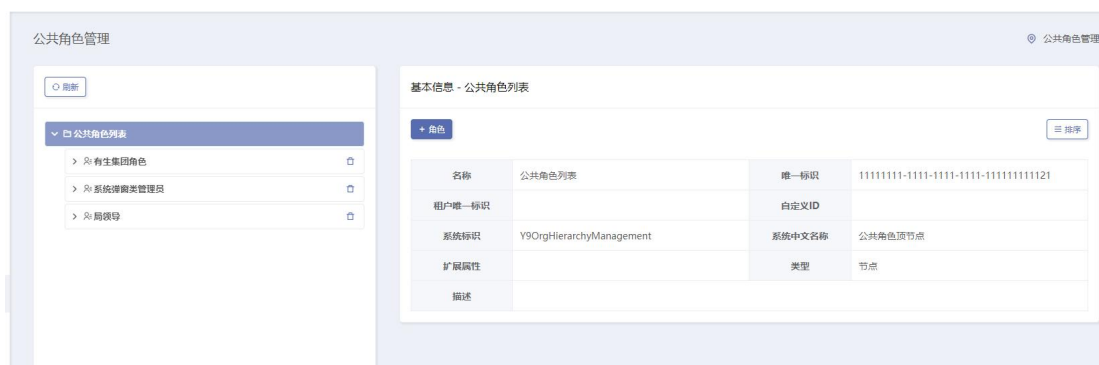 公共角色管理
公共角色管理
刷新
公共角色列表
有生集团角色
系统弹窗类管理员
局领导
基本信息 - 公共角色列表
+ 角色
排序
名称 公共角色列表 唯一标识 11111111-1111-1111-1111-111111111121
租户唯一标识 自定义ID
系统标识 Y9OrgHierarchyManagement 系统中文名称 公共角色顶节点
扩展属性 类型 节点
描述